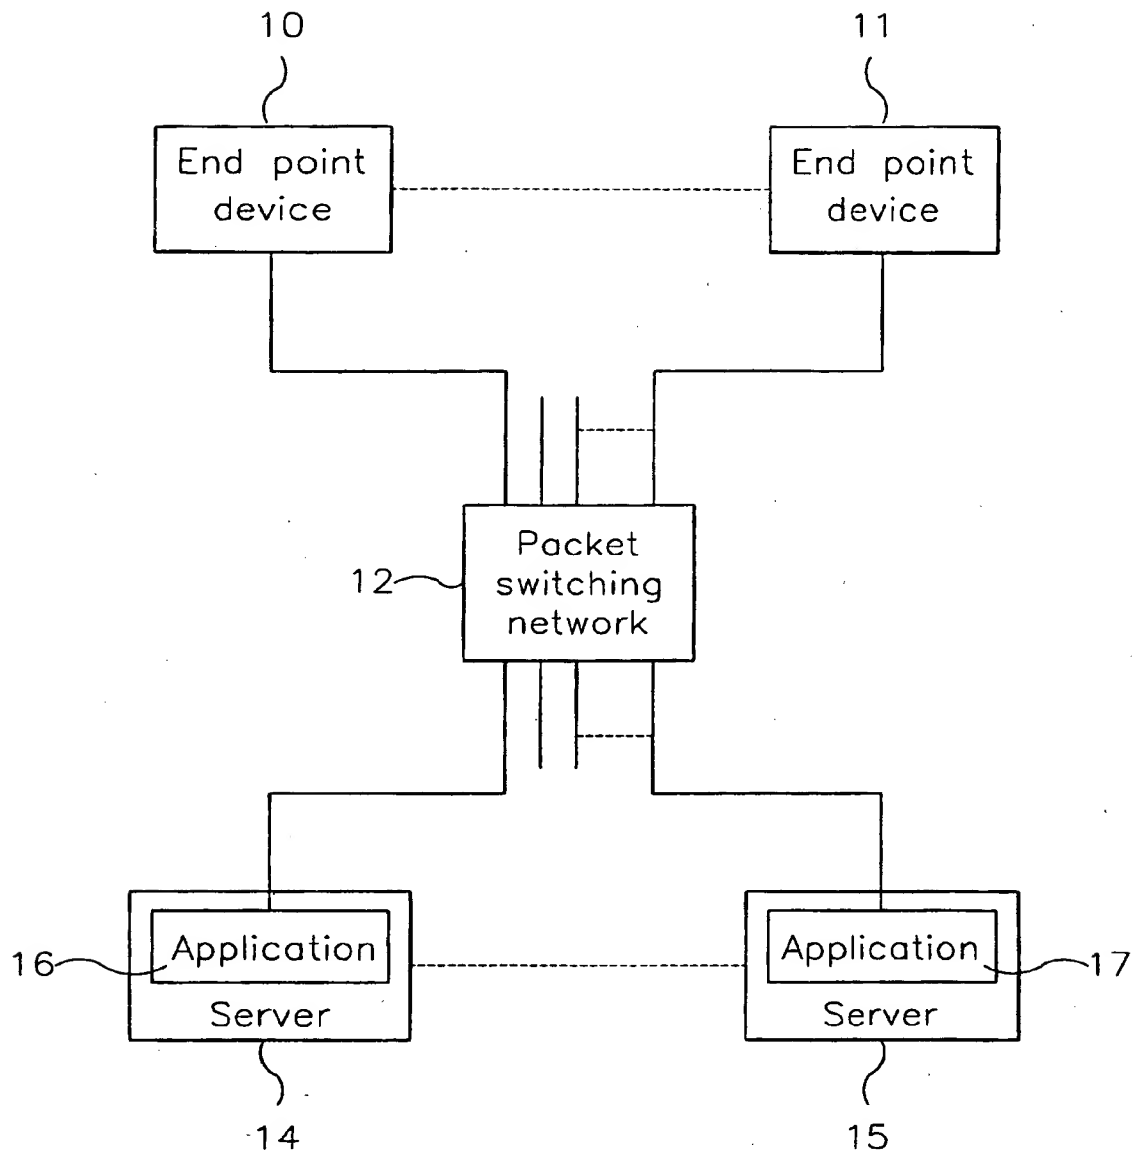 10
11
End point
device
End point
device
12
Packet
switching
network
16
Application
Server
Application
17
Server
14
15